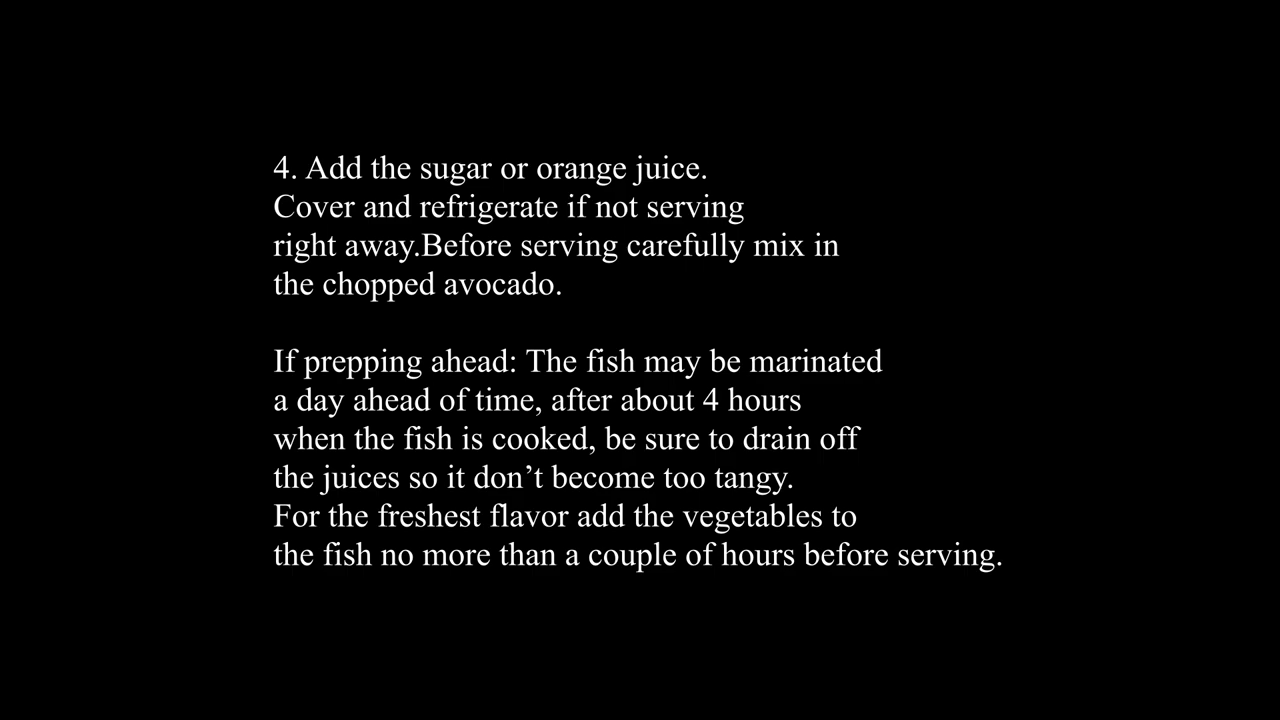 4. Add the sugar or orange juice.
Cover and refrigerate if not serving
right away.Before serving carefully mix in
the chopped avocado.
If prepping ahead: The fish may be marinated
a day ahead of time, after about 4 hours
when the fish is cooked, be sure to drain off
the juices so it don’t become too tangy.
For the freshest flavor add the vegetables to
the fish no more than a couple of hours before serving.